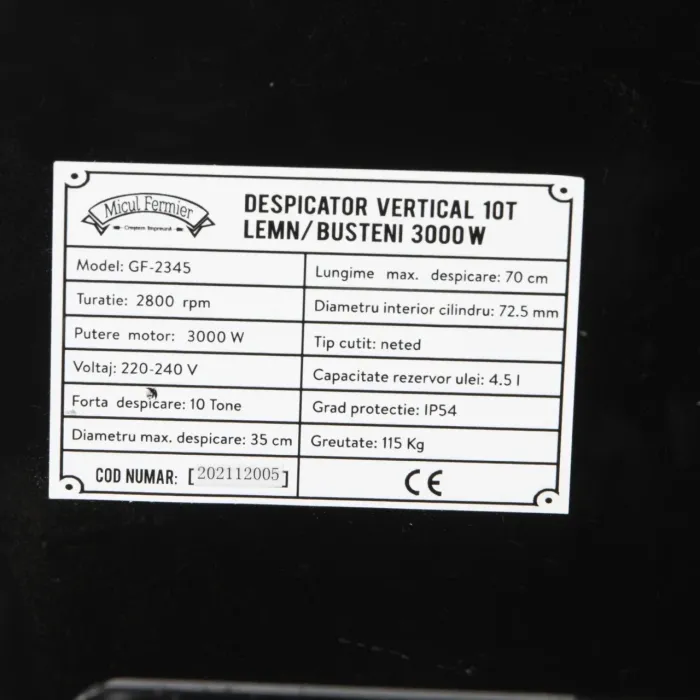 Micul Fermier
DESPICATOR VERTICAL 10T
LEMN/BUSTENI 3000W
Model: GF-2345
Turatie: 2800 rpm
Putere motor: 3000 W
Voltaj: 220-240 V
Forta despicare: 10 Tone
Diametru max. despicare: 35 cm
COD NUMAR: [202112005]
Lungime max. despicare: 70 cm
Diametru interior cilindru: 72.5 mm
Tip cutit: neted
Capacitate rezervor ulei: 4.5 l
Grad protectie: IP54
Greutate: 115 Kg
CE